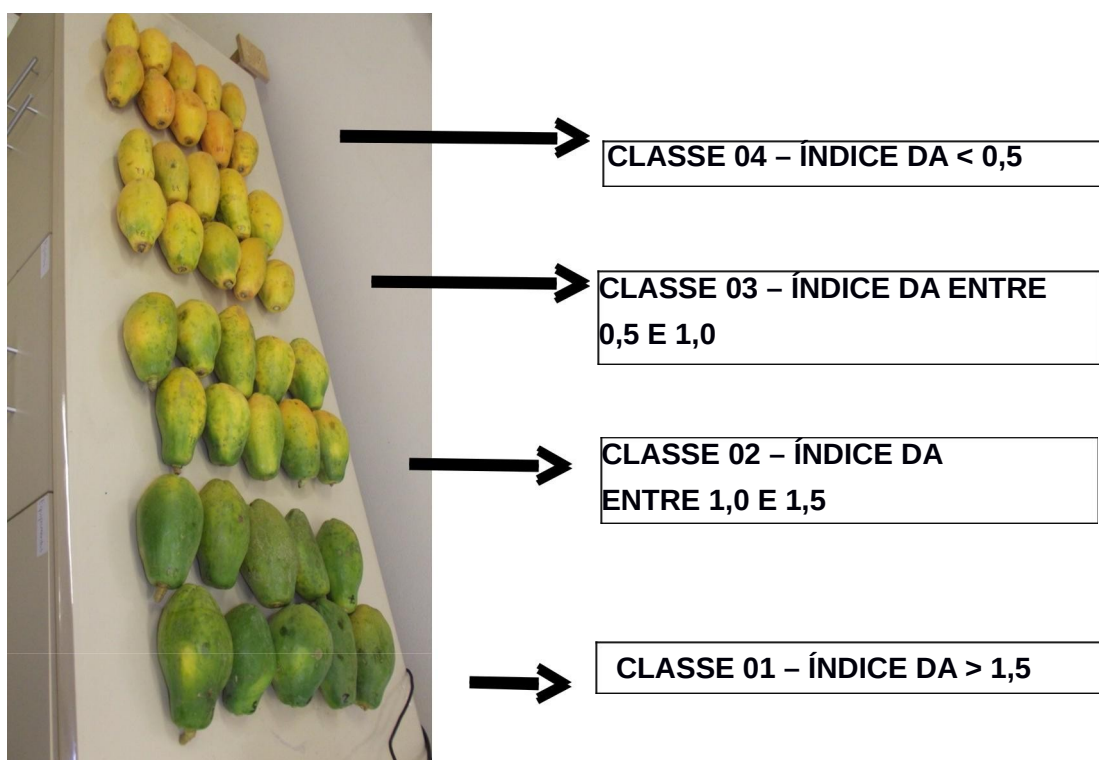 CLASSE 04 – ÍNDICE DA < 0,5
CLASSE 03 – ÍNDICE DA ENTRE
0,5 E 1,0
CLASSE 02 – ÍNDICE DA
ENTRE 1,0 E 1,5
CLASSE 01 – ÍNDICE DA > 1,5